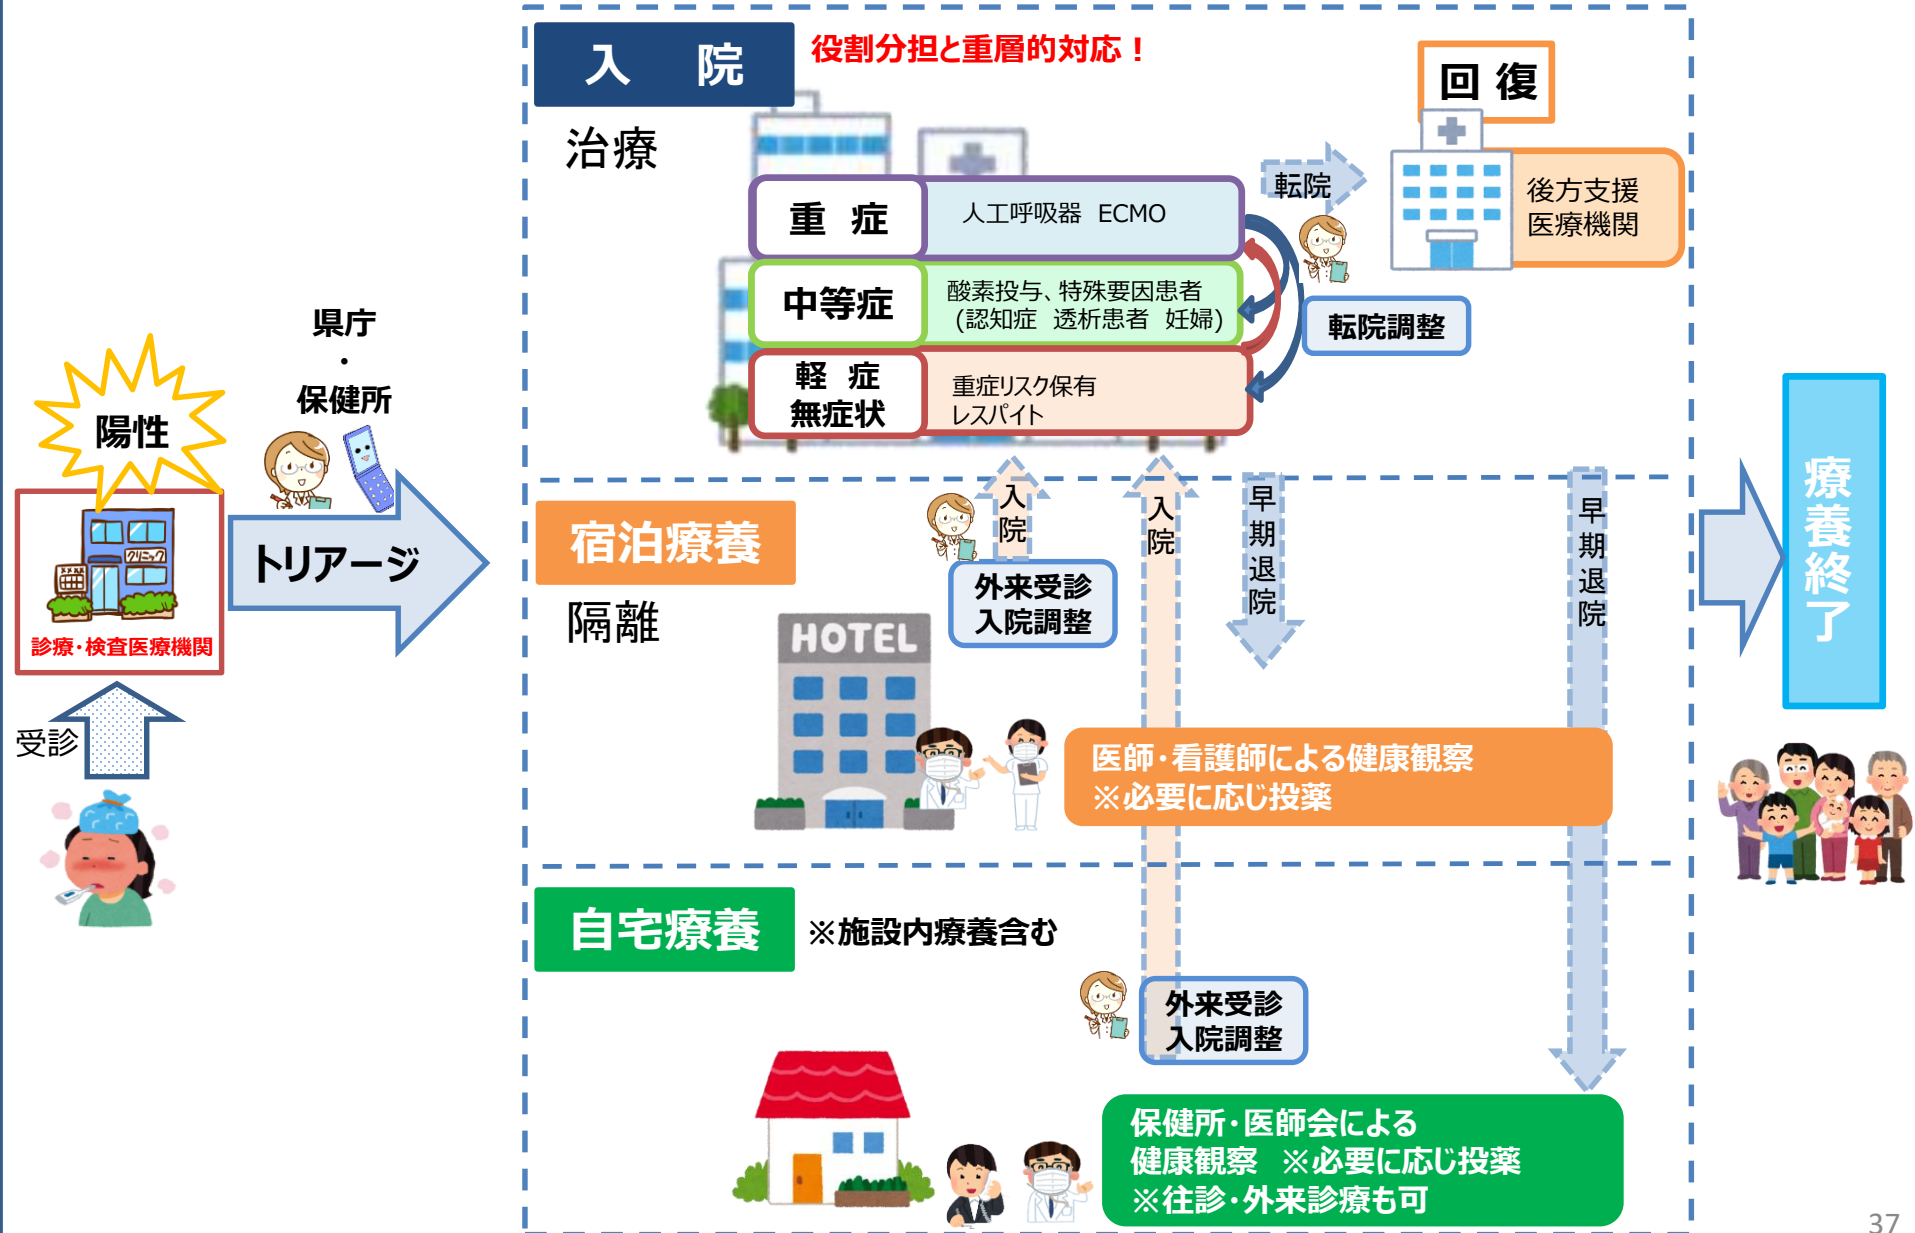 入 院
役割分担と重層的対応！
回 復
治療
重 症
人工呼吸器 ECMO
転院
後方支援
医療機関
中等症
酸素投与、特殊要因患者
(認知症 透析患者 妊婦)
転院調整
軽 症
無症状
重症リスク保有
レスパイト
県庁
・
保健所
陽性
クリニック
診療・検査医療機関
トリアージ
受診
宿泊療養
隔離
入院
外来受診
入院調整
入院
早期退院
早期退院
HOTEL
医師・看護師による健康観察
※必要に応じ投薬
自宅療養
※施設内療養含む
外来受診
入院調整
保健所・医師会による
健康観察 ※必要に応じ投薬
※往診・外来診療も可
療養終了
37